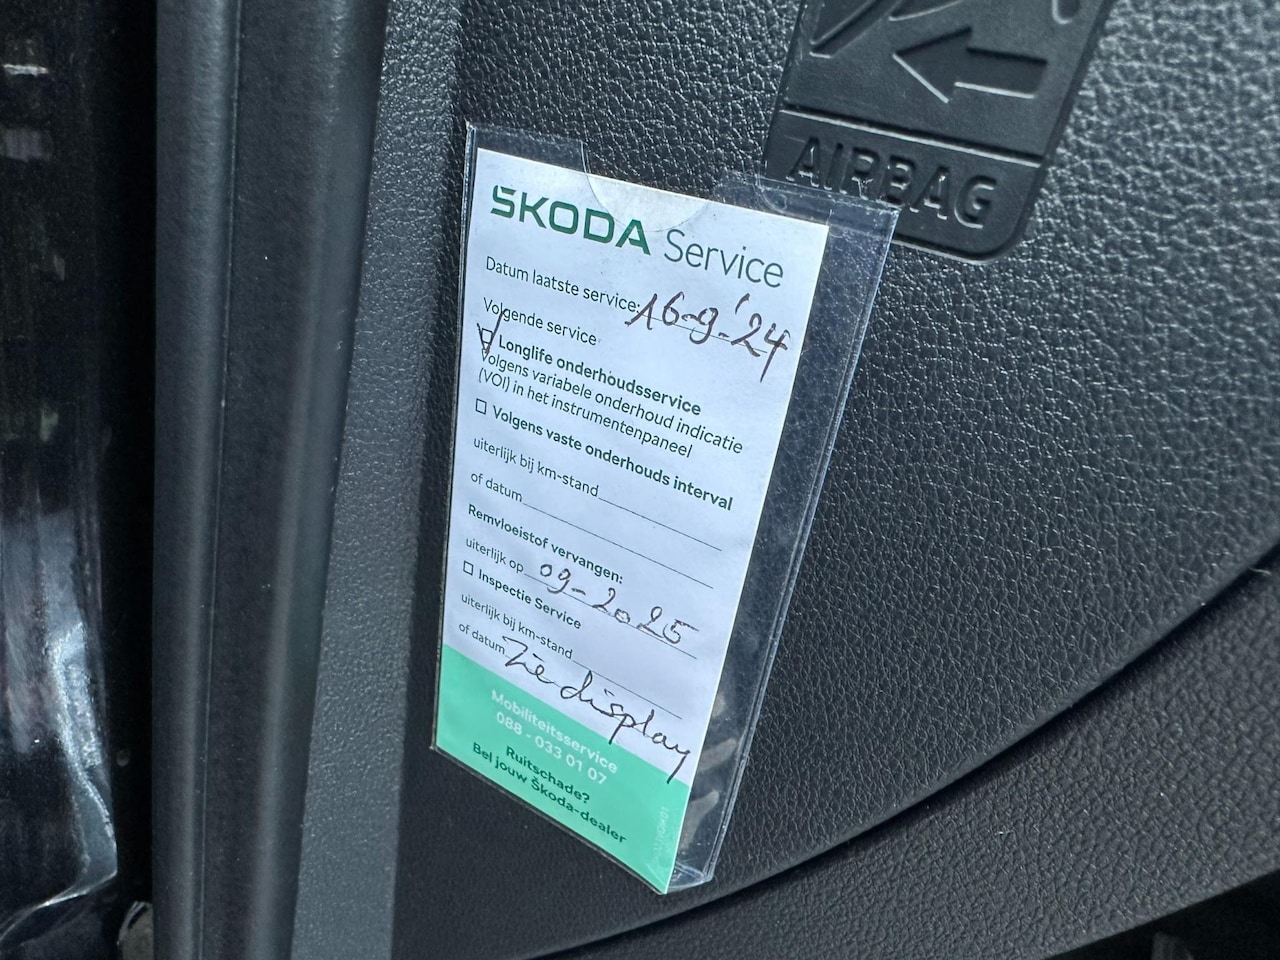 AIRBAG
ŠKODA Service
Datum laatste service: 16-9-'24
Volgende service
Longlife onderhoudsservice
Volgens variabele onderhoud indicatie
(VOI) in het instrumentenpaneel
Volgens vaste onderhouds interval
uiterlijk bij km-stand
of datum
Remvloeistof vervangen:
uiterlijk op 09-2025
Inspectie Service
uiterlijk bij km-stand
of datum Zie display
Mobiliteitsservice
088 - 033 01 07
Ruitschade?
Bel jouw Škoda-dealer